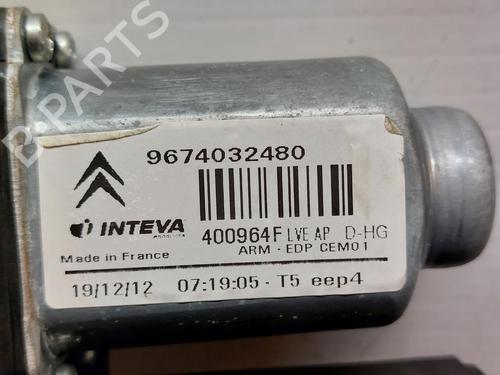 9674032480
INTEVA
PRODUCTS
400964F LVE AP D-HG
ARM - EDP CEM01
Made in France
19/12/12 07:19:05 - T5 eep4
B-PARTS